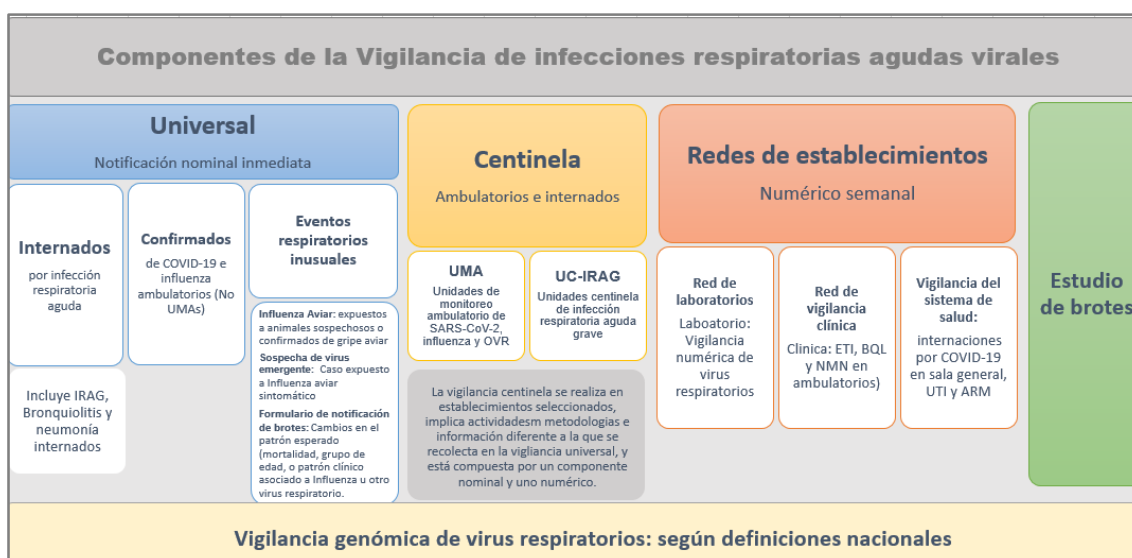 Componentes de la Vigilancia de infecciones respiratorias agudas virales
Universal
Notificación nominal inmediata
Internados
por infección
respiratoria
aguda
Incluye IRAG,
Bronquiolitis y
neumonía
internados
Confirmados
de COVID-19 e
influenza
ambulatorios (No
UMAs)
Eventos
respiratorios
inusuales
Influenza Aviar: expuestos
a animales sospechosos o
confirmados de gripe aviar
Sospecha de virus
emergente: Caso expuesto
a Influenza aviar
sintomático
Formulario de notificación
de brotes: Cambios en el
patrón esperado
(mortalidad, grupo de
edad, o patrón clínico
asociado a Influenza u otro
virus respiratorio.
Centinela
Ambulatorios e internados
UMA
Unidades de
monitoreo
ambulatorio de
SARS-CoV-2,
influenza y OVR
UC-IRAG
Unidades centinela
de infección
respiratoria aguda
grave
La vigilancia centinela se realiza en
establecimientos seleccionados,
implica actividadesm metodologias e
información diferente a la que se
recolecta en la vigliancia universal, y
está compuesta por un componente
nominal y uno numérico.
Redes de establecimientos
Numérico semanal
Red de
laboratorios
Laboatorio:
Vigilancia
numérica de
virus
respiratorios
Red de
vigilancia
clínica
Clinica: ETI, BQL
y NMN en
ambulatorios)
Vigilancia del
sistema de
salud:
internaciones
por COVID-19
en sala general,
UTI y ARM
Estudio
de brotes
Vigilancia genómica de virus respiratorios: según definiciones nacionales